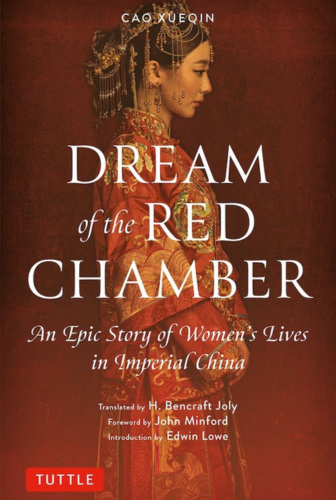 CAO XUEQIN
DREAM
of the RED
CHAMBER
An Epic Story of Women's Lives
in Imperial China
Translated by H. Bencraft Joly
Foreword by John Minford
Introduction by Edwin Lowe
TUTTLE